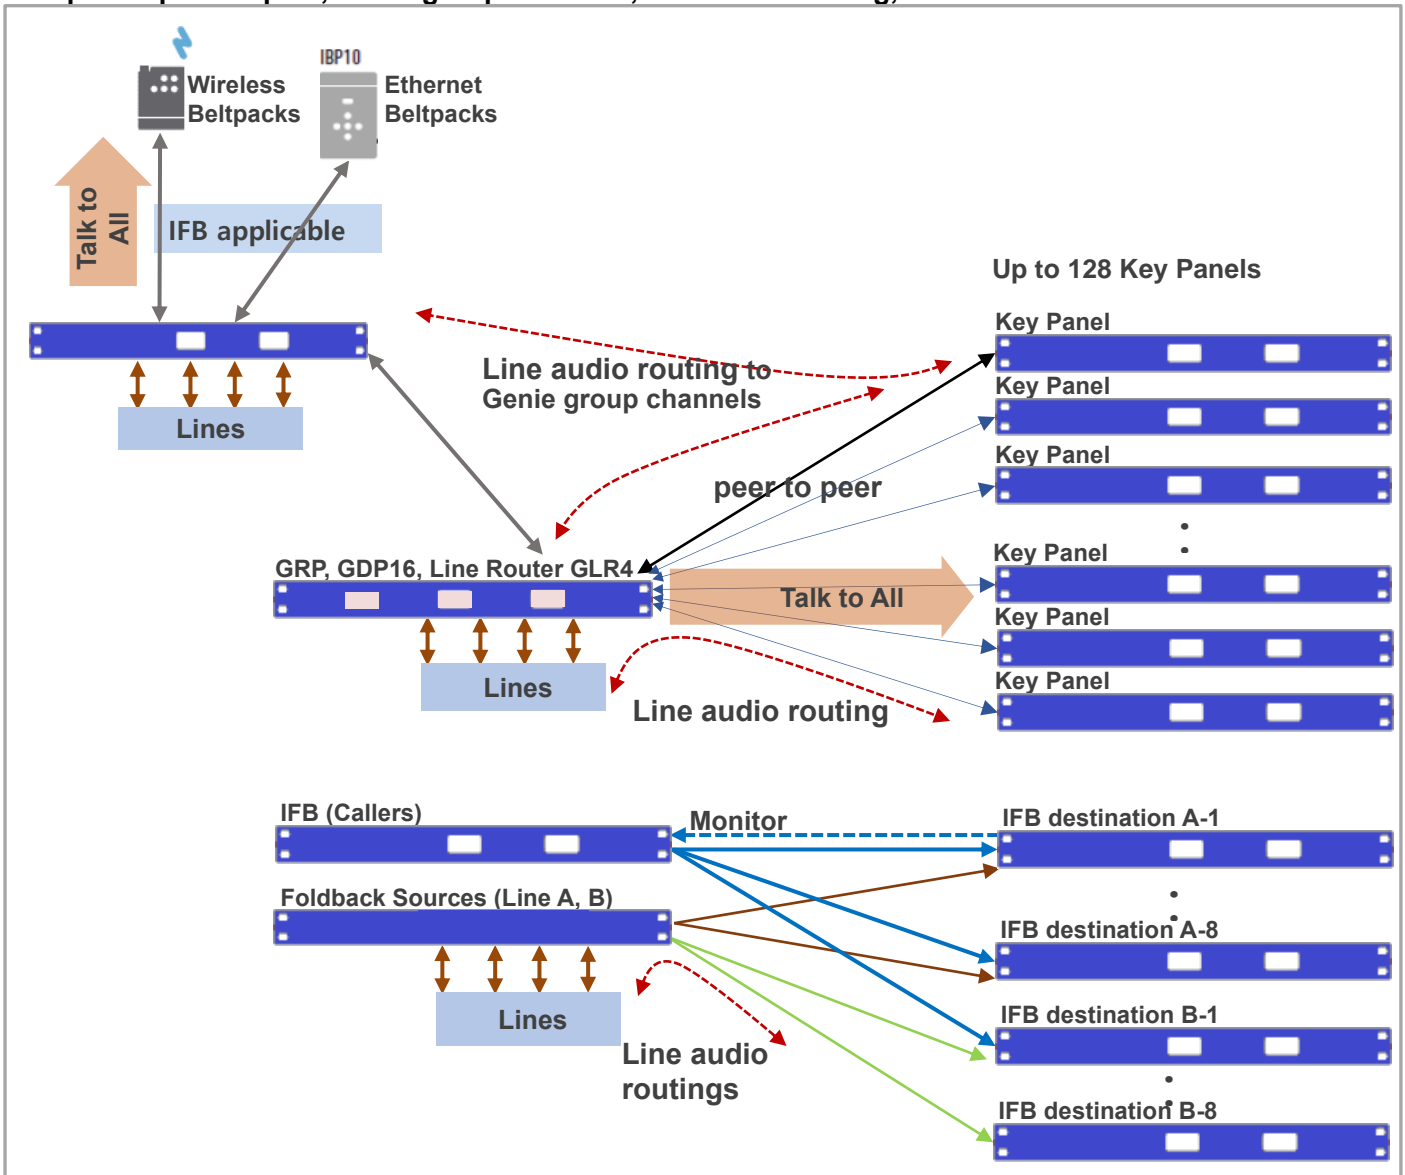 IBP10
Wireless
Beltpacks
Ethernet
Beltpacks
Talk to
All
IFB applicable
Up to 128 Key Panels
Key Panel
Line audio routing to
Genie group channels
Key Panel
Lines
Key Panel
peer to peer
Key Panel
GRP, GDP16, Line Router GLR4
Talk to All
Key Panel
Key Panel
Lines
Line audio routing
IFB (Callers)
Monitor
IFB destination A-1
Foldback Sources (Line A, B)
IFB destination A-8
Lines
IFB destination B-1
Line audio
routings
IFB destination B-8